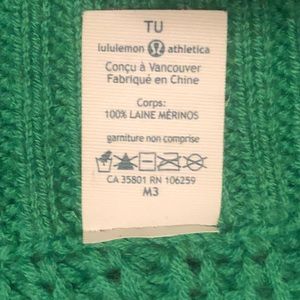 TU
lululemon athletica
Conçu à Vancouver
Fabriqué en Chine
Corps:
100% LAINE MÉRINOS
garniture non comprise
CA 35801 RN 106259
M3